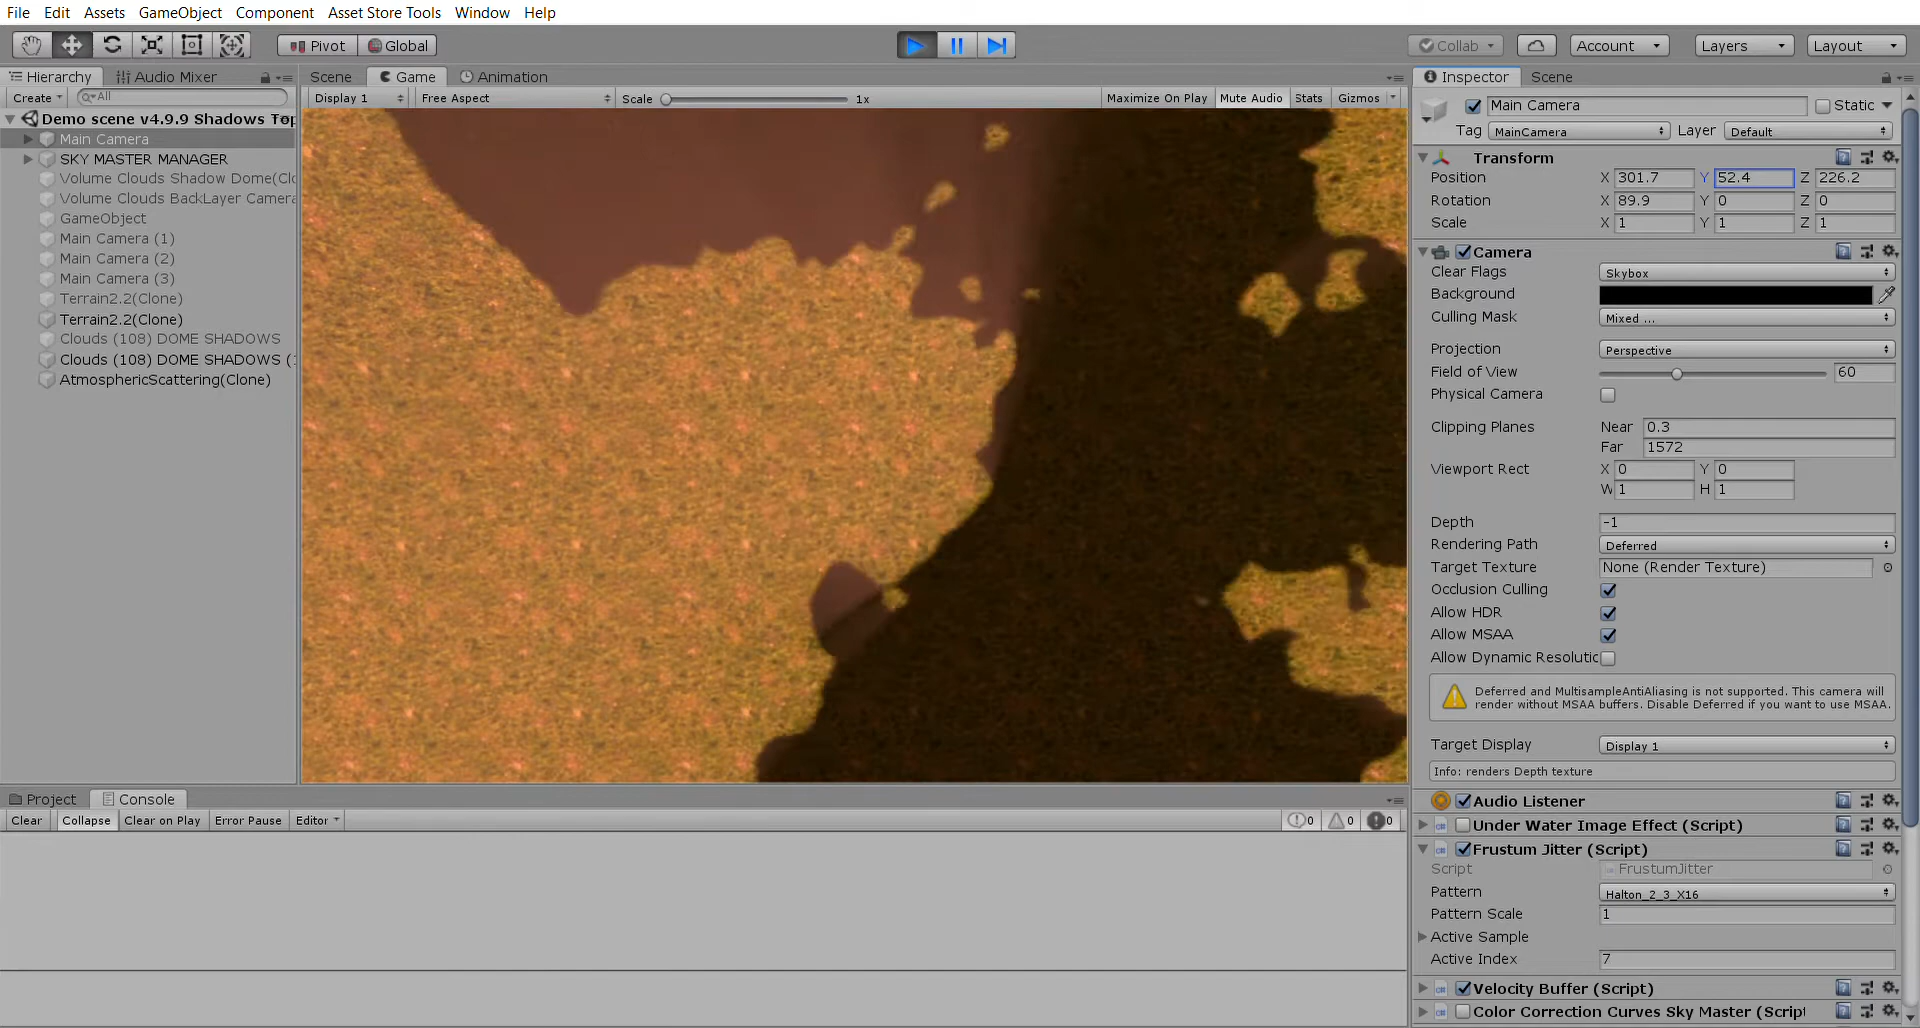 File Edit Assets GameObject Component Asset Store Tools Window Help
Pivot Global Collab Account Layers Layout
Hierarchy Audio Mixer Scene Game Animation Inspector Scene
Create All Display 1 Free Aspect Scale 1x Maximize On Play Mute Audio Stats Gizmos
Main Camera Static
Tag MainCamera Layer Default
Demo scene v4.9.9 Shadows Top
Main Camera
SKY MASTER MANAGER
Volume Clouds Shadow Dome(Clo
Volume Clouds BackLayer Camera
GameObject
Main Camera (1)
Main Camera (2)
Main Camera (3)
Terrain2.2(Clone)
Terrain2.2(Clone)
Clouds (108) DOME SHADOWS
Clouds (108) DOME SHADOWS (
AtmosphericScattering(Clone)
Transform
Position X 301.7 Y 52.4 Z 226.2
Rotation X 89.9 Y 0 Z 0
Scale X 1 Y 1 Z 1
Camera
Clear Flags Skybox
Background
Culling Mask Mixed ...
Projection Perspective
Field of View 60
Physical Camera
Clipping Planes Near 0.3
Far 1572
Viewport Rect X 0 Y 0
W 1 H 1
Depth -1
Rendering Path Deferred
Target Texture None (Render Texture)
Occlusion Culling
Allow HDR
Allow MSAA
Allow Dynamic Resolutic
Deferred and MultisampleAntiAliasing is not supported. This camera will
render without MSAA buffers. Disable Deferred if you want to use MSAA.
Target Display Display 1
Info: renders Depth texture
Audio Listener
Under Water Image Effect (Script)
Frustum Jitter (Script)
Script FrustumJitter
Pattern Halton_2_3_X16
Pattern Scale 1
Active Sample
Active Index 7
Velocity Buffer (Script)
Color Correction Curves Sky Master (Script
Project Console
Clear Collapse Clear on Play Error Pause Editor 0 0 0